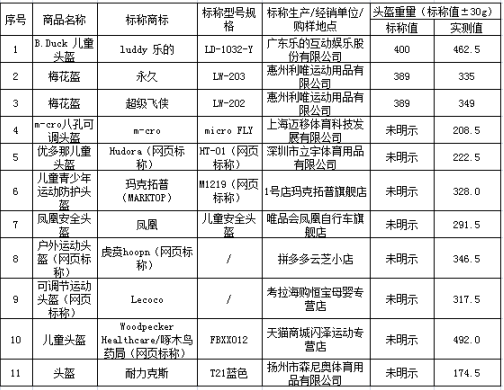 序号 商品名称 标称商标 标称型号规格 标称生产/经销单位/购样地点 头盔重量（标称值±30g）
标称值 实测值
1 B.Duck 儿童头盔 luddy 乐的 LD-1032-Y 广东乐的互动娱乐股份有限公司 400 462.5
2 梅花盔 永久 LW-203 惠州利唯运动用品有限公司 389 335
3 梅花盔 超级飞侠 LW-202 惠州利唯运动用品有限公司 389 349
4 m-cro八孔可调头盔 m-cro micro FLY 上海迈移体育科技发展有限公司 未明示 208.5
5 优多那儿童头盔 Hudora（网页标称） HT-01（网页标称） 深圳市立宇体育用品有限公司 未明示 222.5
6 儿童青少年运动防护头盔 玛克拓普（MARKTOP） M1219（网页标称） 1号店玛克拓普旗舰店 未明示 328.0
7 凤凰安全头盔 凤凰 儿童安全头盔 唯品会凤凰自行车旗舰店 未明示 291.5
8 户外运动头盔（网页标称） 虎贲hoopn（网页标称） / 拼多多云芝小店 未明示 346.5
9 可调节运动头盔（网页标称） Lecoco / 考拉海购恒宝母婴专营店 未明示 317.5
10 儿童头盔 Woodpecker Healthcare/啄木鸟药局（网页标称） FBXX012 天猫商城闪泽运动专营店 未明示 492.0
11 头盔 耐力克斯 T21蓝色 扬州市森尼奥体育用品有限公司 未明示 174.5